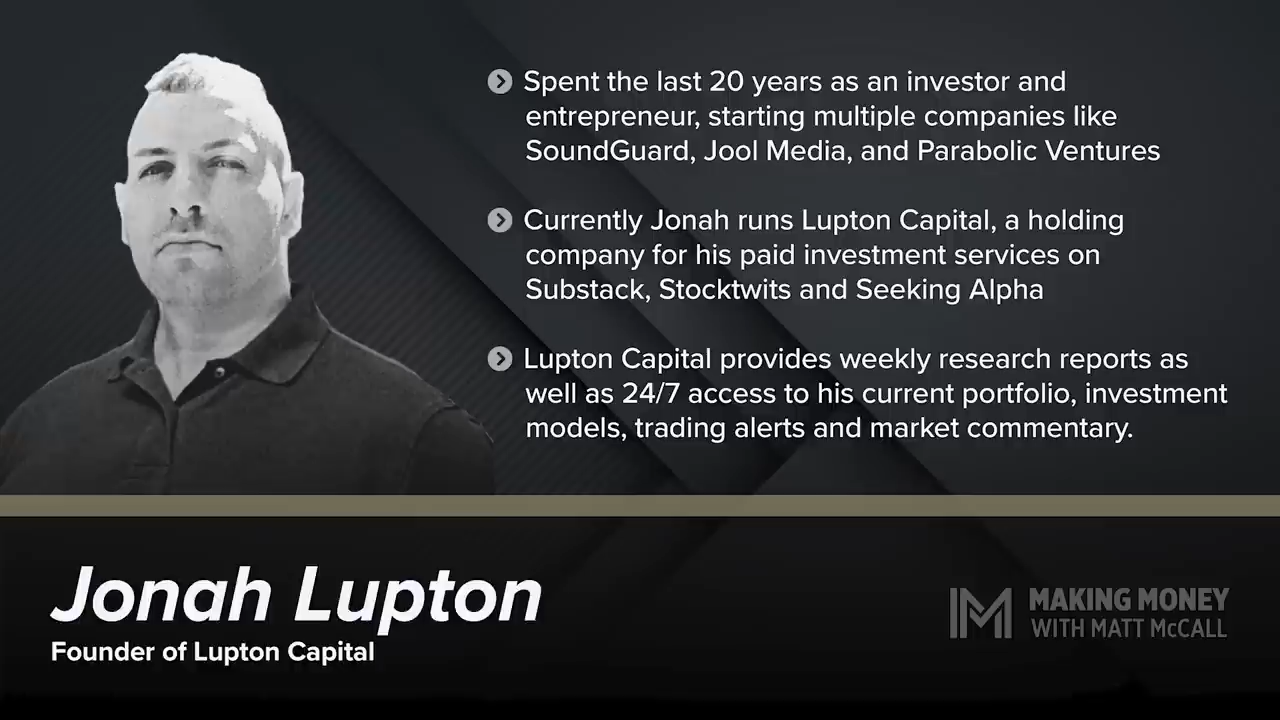 Spent the last 20 years as an investor and
entrepreneur, starting multiple companies like
SoundGuard, Jool Media, and Parabolic Ventures
Currently Jonah runs Lupton Capital, a holding
company for his paid investment services on
Substack, Stocktwits and Seeking Alpha
Lupton Capital provides weekly research reports as
well as 24/7 access to his current portfolio, investment
models, trading alerts and market commentary.
Jonah Lupton
Founder of Lupton Capital
MAKING MONEY
WITH MATT McCALL